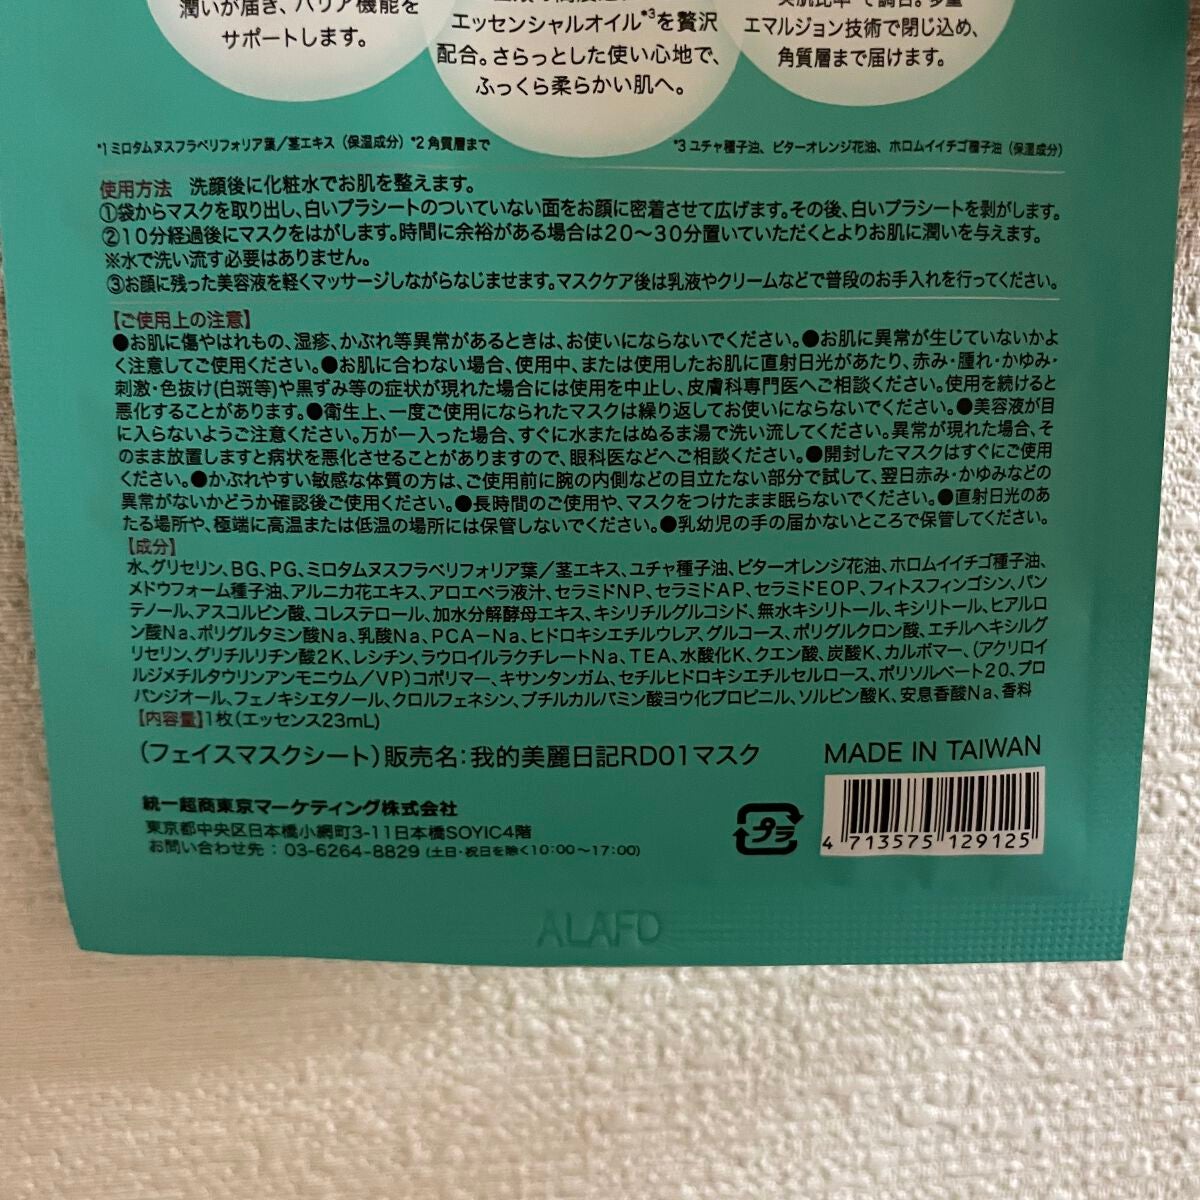 潤いが届き、バリア機能を
サポートします。
エッセンシャルオイル*3を贅沢
配合。さらっとした使い心地で、
ふっくら柔らかい肌へ。
エマルジョン技術で閉じ込め、
角質層まで届けます。
*1 ミロタムヌスフラベリフォリア葉/茎エキス（保湿成分）*2 角質層まで
*3 ユチャ種子油、ビターオレンジ花油、ホロムイイチゴ種子油（保湿成分）
使用方法 洗顔後に化粧水でお肌を整えます。
①袋からマスクを取り出し、白いプラシートのついていない面をお顔に密着させて広げます。その後、白いプラシートを剥がします。
②10分経過後にマスクをはがします。時間に余裕がある場合は20～30分置いていただくとよりお肌に潤いを与えます。
※水で洗い流す必要はありません。
③お顔に残った美容液を軽くマッサージしながらなじませます。マスクケア後は乳液やクリームなどで普段のお手入れを行ってください。
【ご使用上の注意】
●お肌に傷やはれもの、湿疹、かぶれ等異常があるときは、お使いにならないでください。●お肌に異常が生じていないかよ
く注意してご使用ください。●お肌に合わない場合、使用中、または使用したお肌に直射日光があたり、赤み・腫れ・かゆみ・
刺激・色抜け(白斑等)や黒ずみ等の症状が現れた場合には使用を中止し、皮膚科専門医へご相談ください。使用を続けると
悪化することがあります。●衛生上、一度ご使用になられたマスクは繰り返してお使いにならないでください。●美容液が目
に入らないようご注意ください。万が一入った場合、すぐに水またはぬるま湯で洗い流してください。異常が現れた場合、そ
のまま放置しますと病状を悪化させることがありますので、眼科医などへご相談ください。●開封したマスクはすぐにご使用
ください。●かぶれやすい敏感な体質の方は、ご使用前に腕の内側などの目立たない部分で試して、翌日赤み・かゆみなどの
異常がないかどうか確認後ご使用ください。●長時間のご使用や、マスクをつけたまま眠らないでください。●直射日光のあ
たる場所や、極端に高温または低温の場所には保管しないでください。●乳幼児の手の届かないところで保管してください。
【成分】
水、グリセリン、BG、PG、ミロタムヌスフラベリフォリア葉/茎エキス、ユチャ種子油、ビターオレンジ花油、ホロムイイチゴ種子油、
メドウフォーム種子油、アルニカ花エキス、アロエベラ液汁、セラミドNP、セラミドAP、セラミドEOP、フィトスフィンゴシン、パン
テノール、アスコルビン酸、コレステロール、加水分解酵母エキス、キシリチルグルコシド、無水キシリトール、キシリトール、ヒアルロ
ン酸Na、ポリグルタミン酸Na、乳酸Na、PCA-Na、ヒドロキシエチルウレア、グルコース、ポリグルクロン酸、エチルヘキシルグ
リセリン、グリチルリチン酸2K、レシチン、ラウロイルラクチレートNa、TEA、水酸化K、クエン酸、炭酸K、カルボマー、(アクリロイ
ルジメチルタウリンアンモニウム/VP)コポリマー、キサンタンガム、セチルヒドロキシエチルセルロース、ポリソルベート20、プロ
パンジオール、フェノキシエタノール、クロルフェネシン、ブチルカルバミン酸ヨウ化プロピニル、ソルビン酸K、安息香酸Na、香料
【内容量】1枚(エッセンス23mL)
(フェイスマスクシート)販売名：我的美麗日記RD01マスク
MADE IN TAIWAN
統一超商東京マーケティング株式会社
東京都中央区日本橋小網町3-11日本橋SOYIC4階
お問い合わせ先：03-6264-8829 (土日・祝日を除く10:00～17:00)
プラ
4 713575 129125
ALAFD